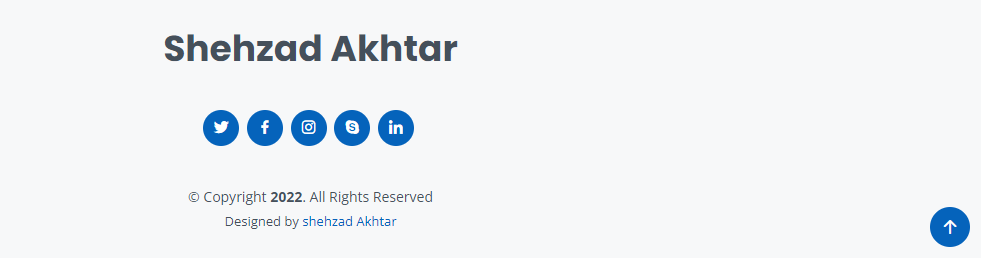 Shehzad Akhtar
© Copyright 2022. All Rights Reserved
Designed by shehzad Akhtar